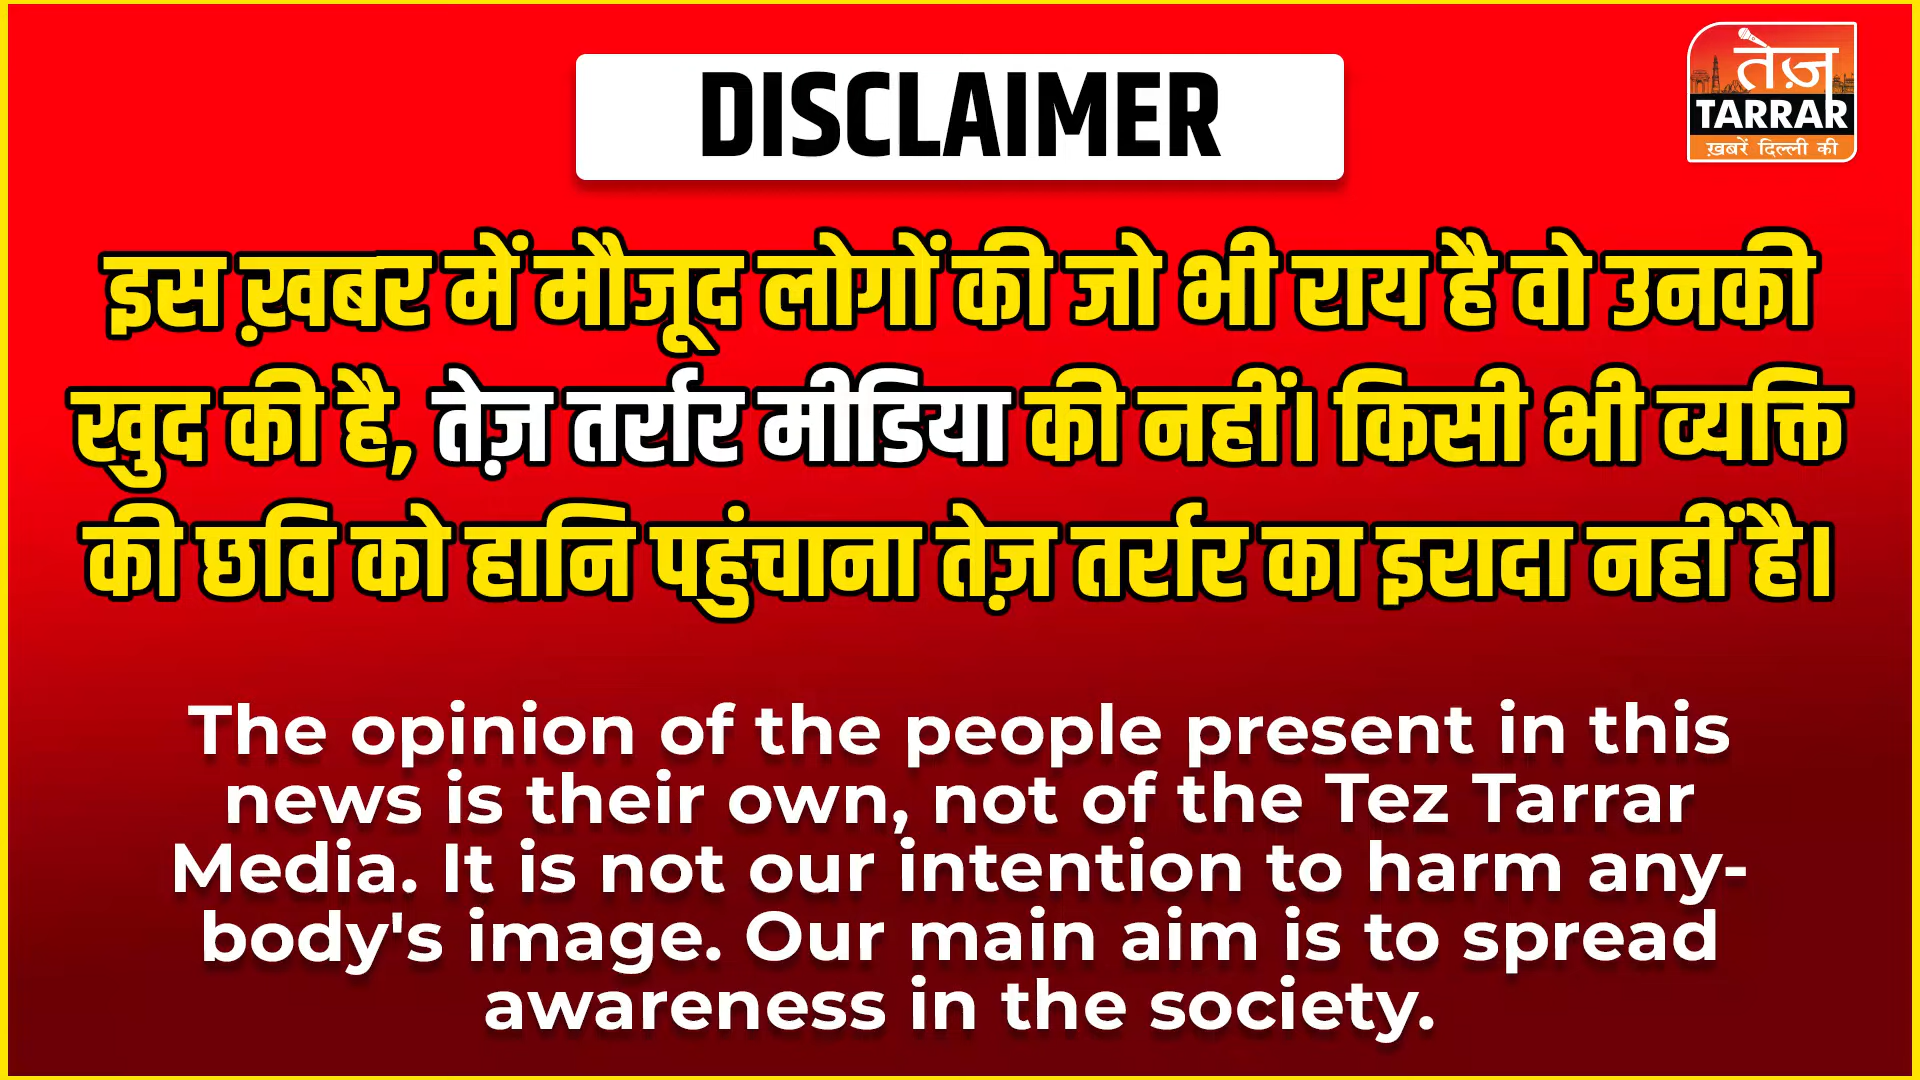 DISCLAIMER
तेज़
TARRAR
ख़बरें दिल्ली की
इस ख़बर में मौजूद लोगों की जो भी राय है वो उनकी
खुद की है, तेज़ तर्रार मीडिया की नहीं। किसी भी व्यक्ति
की छवि को हानि पहुंचाना तेज़ तर्रार का इरादा नहीं है।
The opinion of the people present in this
news is their own, not of the Tez Tarrar
Media. It is not our intention to harm any-
body's image. Our main aim is to spread
awareness in the society.